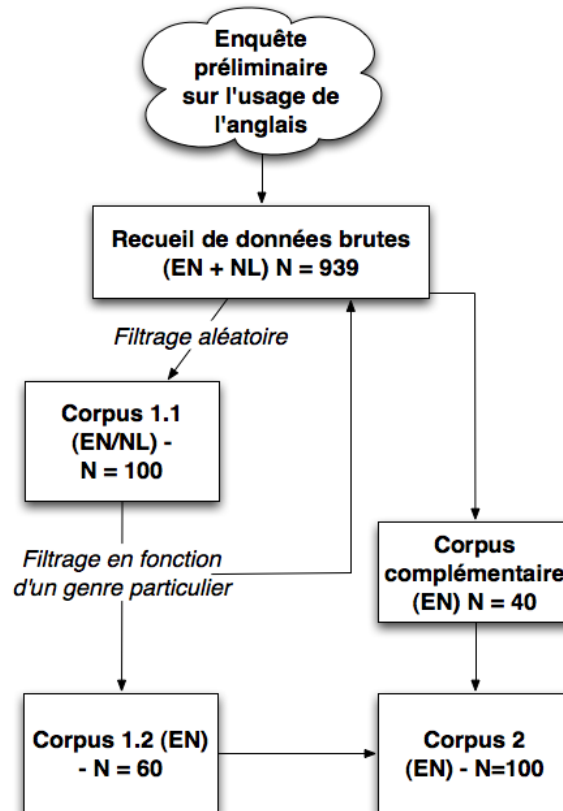 Enquête
préliminaire
sur l'usage de
l'anglais
Recueil de données brutes
(EN + NL) N = 939
Filtrage aléatoire
Corpus 1.1
(EN/NL) -
N = 100
Filtrage en fonction
d'un genre particulier
Corpus
complémentaire
(EN) N = 40
Corpus 1.2 (EN)
- N = 60
Corpus 2
(EN) - N=100